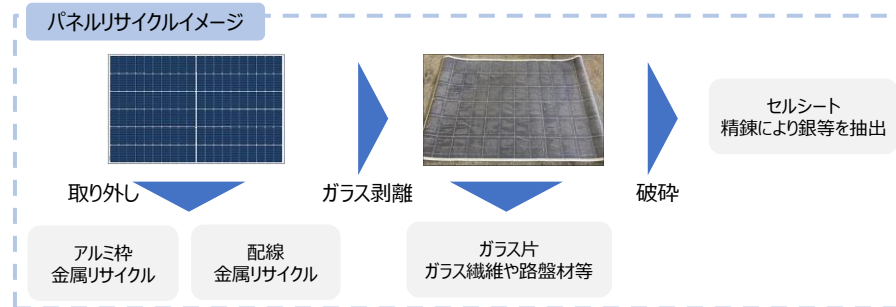 パネルリサイクルイメージ
取り外し
ガラス剥離
破砕
セルシート
精錬により銀等を抽出
アルミ枠
金属リサイクル
配線
金属リサイクル
ガラス片
ガラス繊維や路盤材等